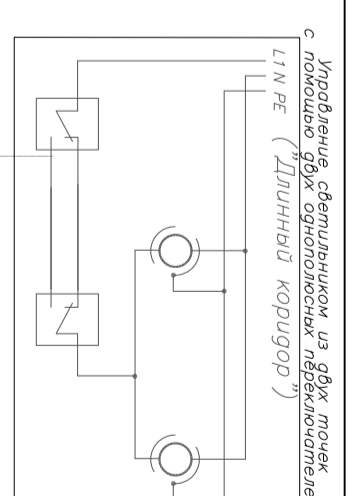 Управление светильником из двух точек
с помощью двух однополюсных переключателе
L1 N PE ("Длинный коридор")